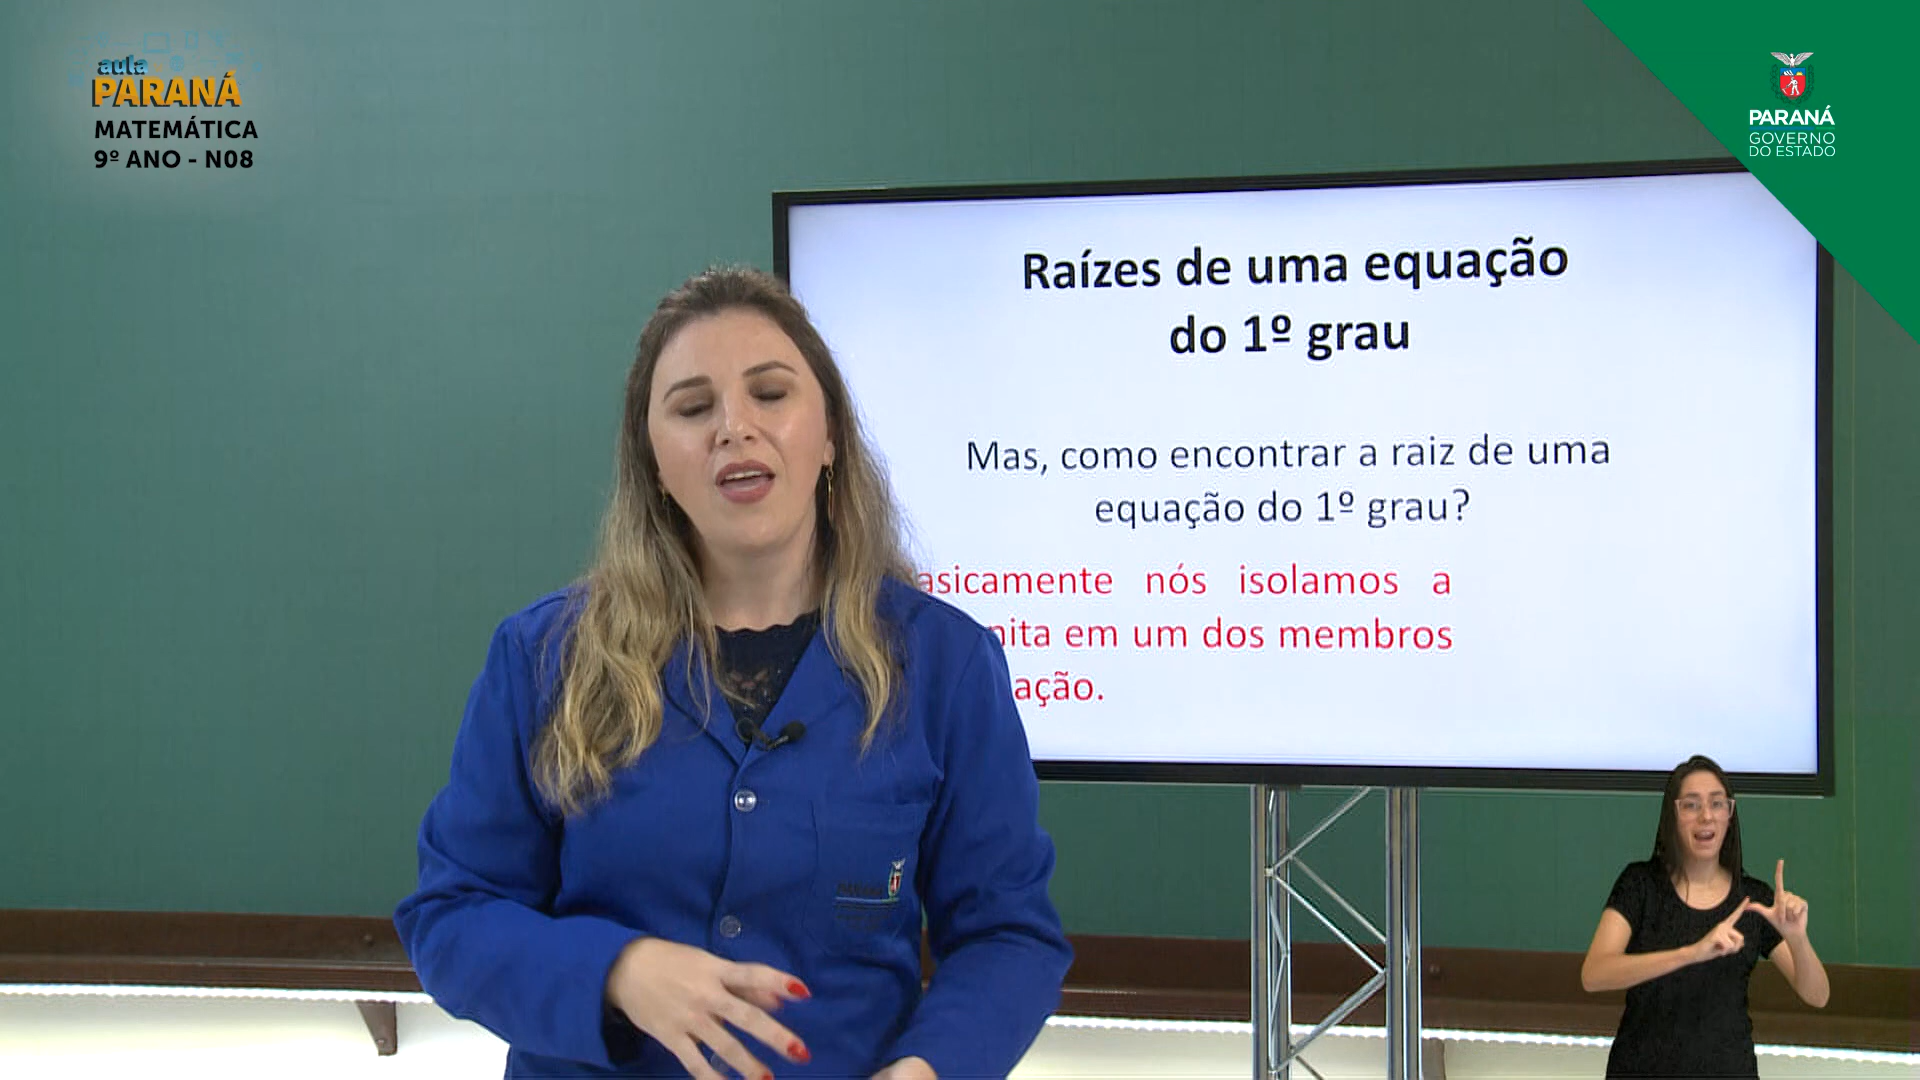 aula
PARANÁ
MATEMÁTICA
9º ANO - N08
PARANÁ
GOVERNO
DO ESTADO
Raízes de uma equação
do 1º grau
Mas, como encontrar a raiz de uma
equação do 1º grau?
asicamente nós isolamos a
nita em um dos membros
ação.